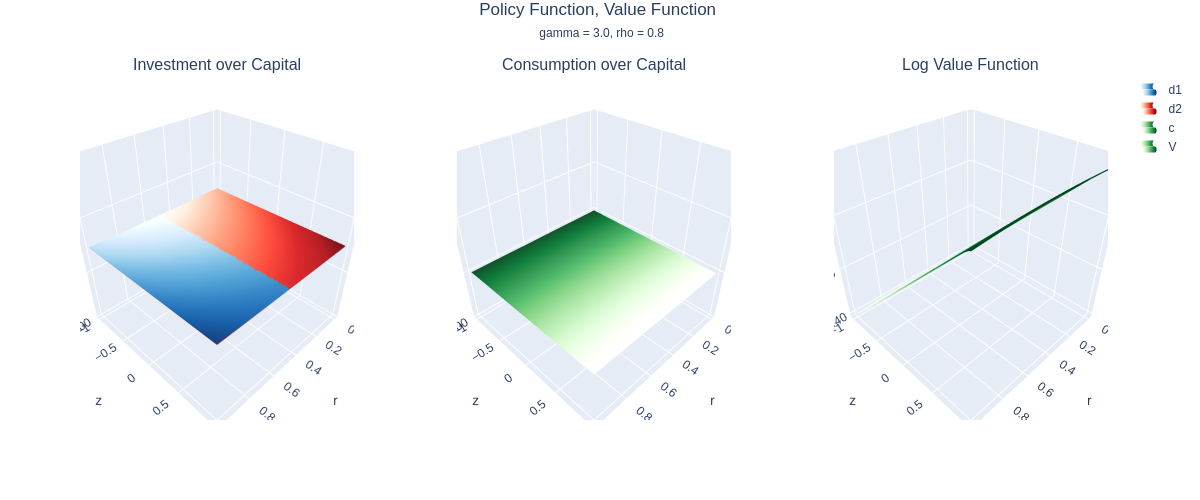 Policy Function, Value Function
gamma = 3.0, rho = 0.8
Investment over Capital
Consumption over Capital
Log Value Function
d1
d2
c
V
−0.5
0
0.5
z
0.2
0.4
0.6
0.8
r
−0.5
0
0.5
z
0.2
0.4
0.6
0.8
r
40
−1
−0.5
0
0.5
z
0.2
0.4
0.6
0.8
r